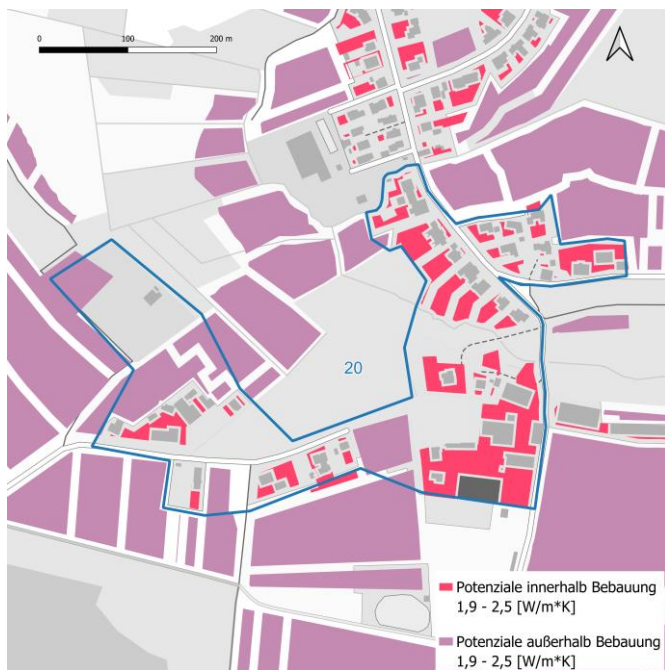 0 100 200 m
20
Potenziale innerhalb Bebauung
1,9 - 2,5 [W/m*K]
Potenziale außerhalb Bebauung
1,9 - 2,5 [W/m*K]